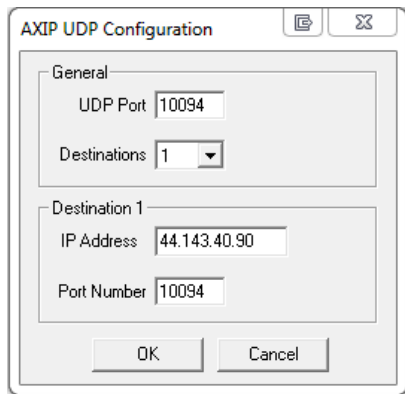 AXIP UDP Configuration
General
UDP Port 10094
Destinations 1
Destination 1
IP Address 44.143.40.90
Port Number 10094
OK Cancel